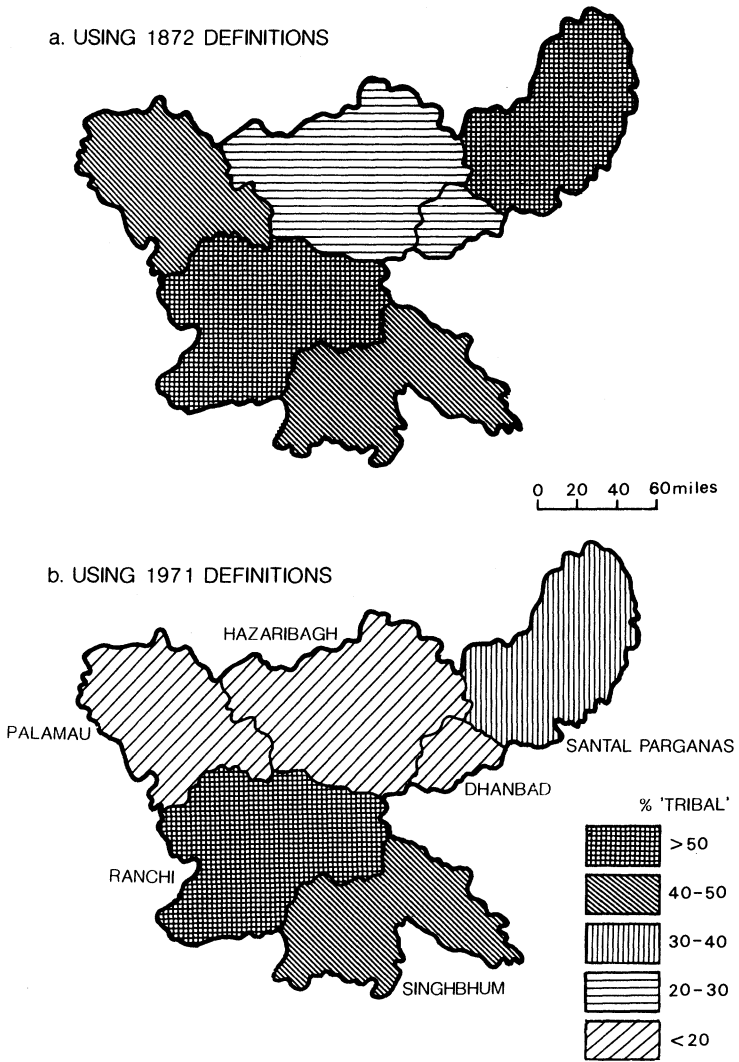 a. USING 1872 DEFINITIONS
0 20 40 60miles
b. USING 1971 DEFINITIONS
HAZARIBAGH
PALAMAU
SANTAL PARGANAS
DHANBAD
% 'TRIBAL'
>50
RANCHI
40-50
30-40
SINGHBHUM
20-30
<20